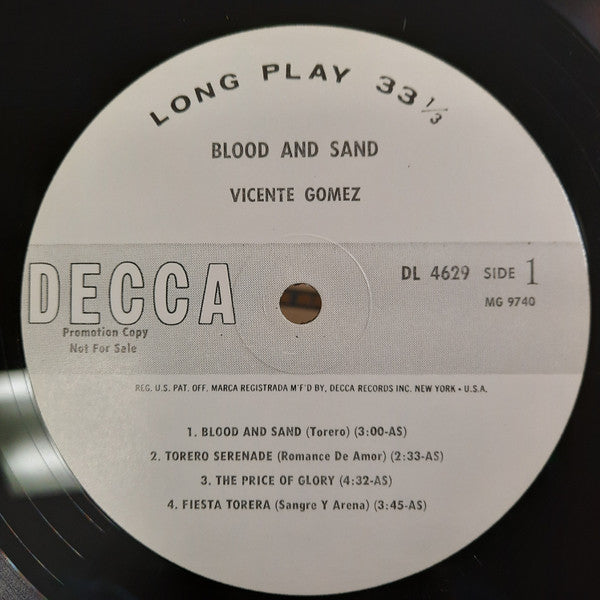 LONG PLAY 33 1/3
BLOOD AND SAND
VICENTE GOMEZ
DECCA
DL 4629 SIDE 1
MG 9740
Promotion Copy
Not For Sale
REG. U.S. PAT. OFF. MARCA REGISTRADA M'F'D BY, DECCA RECORDS INC. NEW YORK • U.S.A.
1. BLOOD AND SAND (Torero) (3:00-AS)
2. TORERO SERENADE (Romance De Amor) (2:33-AS)
3. THE PRICE OF GLORY (4:32-AS)
4. FIESTA TORERA (Sangre Y Arena) (3:45-AS)